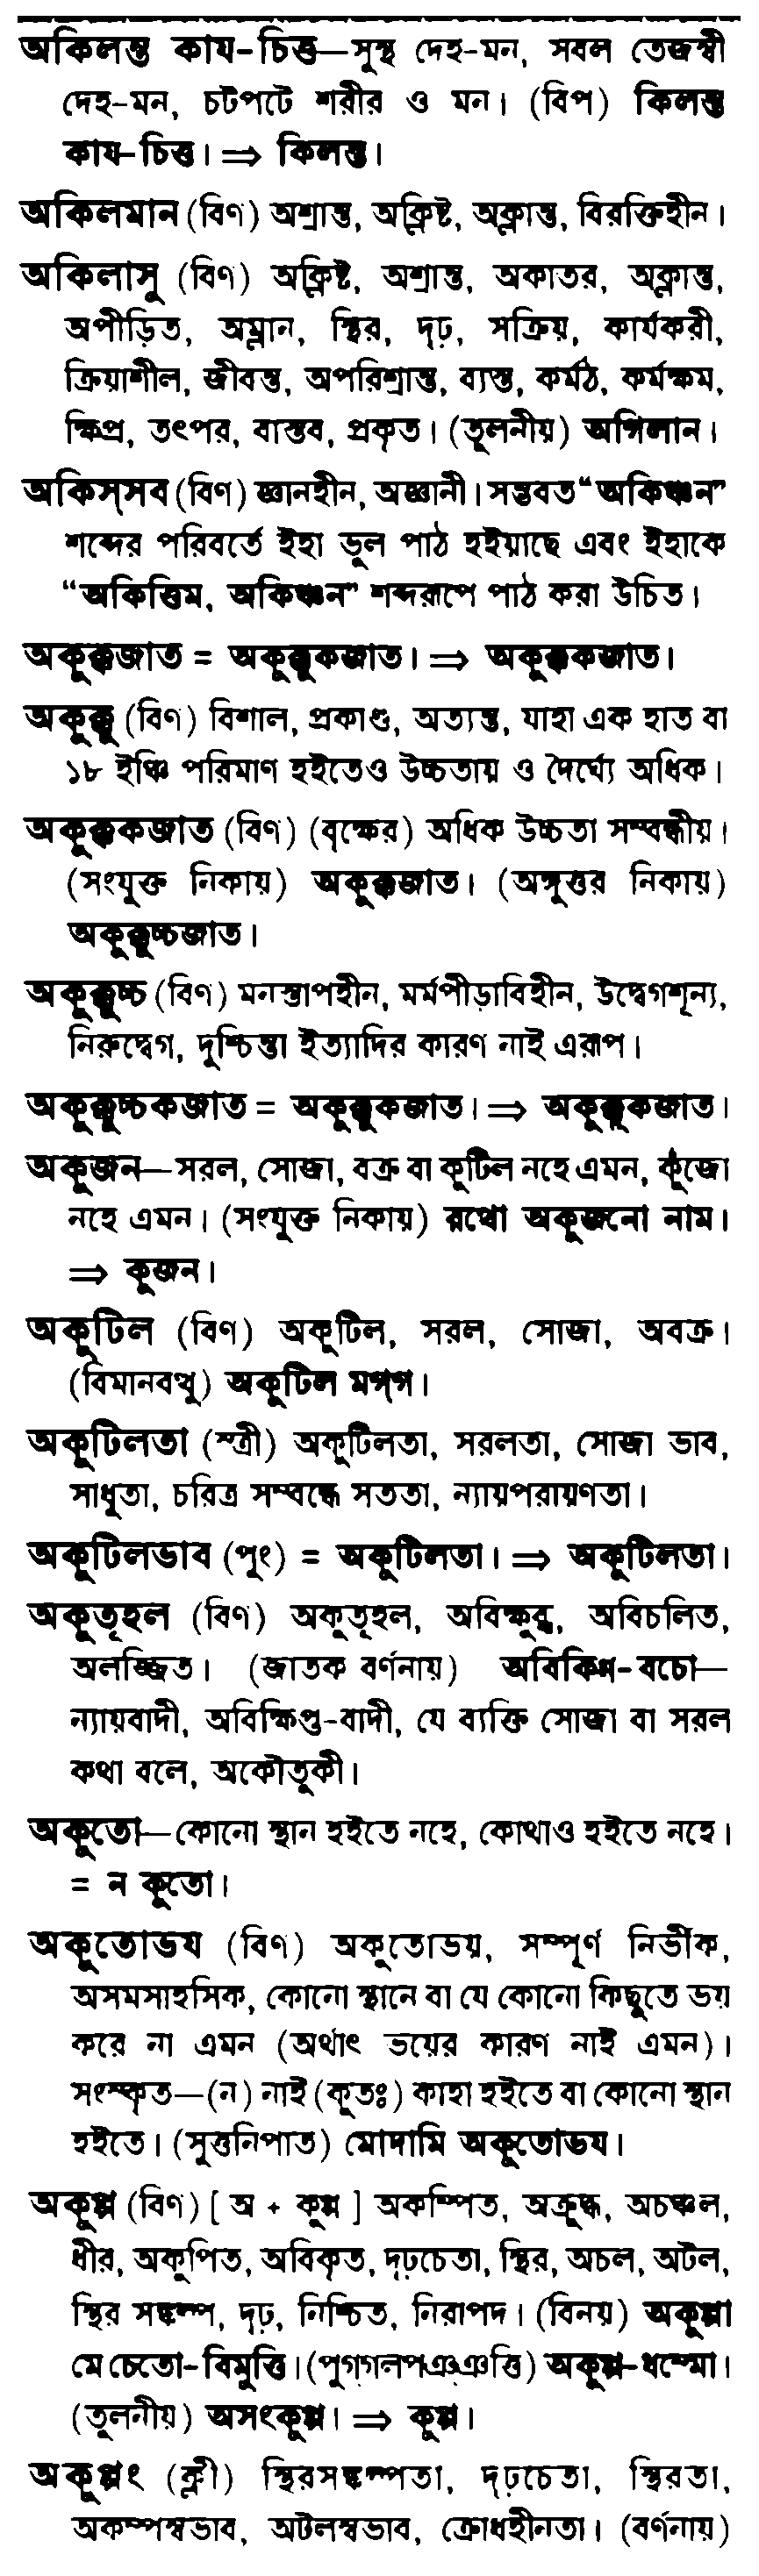 অকিলন্ত কায-চিত্ত—সুস্থ দেহ-মন, সবল তেজস্বী
দেহ-মন, চটপটে শরীর ও মন। (বিপ) কিলন্ত
কায-চিত্ত। ⇒ কিলন্ত।
অকিলমান (বিণ) অশ্রান্ত, অক্লিষ্ট, অক্লান্ত, বিরক্তিহীন।
অকিলাসু (বিণ) অক্লিষ্ট, অশ্রান্ত, অকাতর, অক্লান্ত,
অপীড়িত, অম্লান, স্থির, দৃঢ়, সক্রিয়, কার্যকরী,
ক্রিয়াশীল, জীবন্ত, অপরিশ্রান্ত, ব্যস্ত, কর্মঠ, কর্মক্ষম,
ক্ষিপ্র, তৎপর, বাস্তব, প্রকৃত। (তুলনীয়) অগিলান।
অকিস্সব (বিণ) জ্ঞানহীন, অজ্ঞানী। সম্ভবত “অকিঞ্চন”
শব্দের পরিবর্তে ইহা ভুল পাঠ হইয়াছে এবং ইহাকে
“অকিত্তিম, অকিঞ্চন” শব্দরূপে পাঠ করা উচিত।
অকুক্কজাত = অকুক্কুকজাত। ⇒ অকুক্ককজাত।
অকুক্কু (বিণ) বিশাল, প্রকাণ্ড, অত্যন্ত, যাহা এক হাত বা
১৮ ইঞ্চি পরিমাণ হইতেও উচ্চতায় ও দৈর্ঘ্যে অধিক।
অকুক্ককজাত (বিণ) (বৃক্ষের) অধিক উচ্চতা সম্বন্ধীয়।
(সংযুক্ত নিকায়) অকুক্কজাত। (অঙ্গুত্তর নিকায়)
অকুক্কুচ্চজাত।
অকুক্কুচ্চ (বিণ) মনস্তাপহীন, মর্মপীড়াবিহীন, উদ্বেগশূন্য,
নিরুদ্বেগ, দুশ্চিন্তা ইত্যাদির কারণ নাই এরূপ।
অকুক্কুচ্চকজাত = অকুক্কুকজাত। ⇒ অকুক্কুকজাত।
অকুজন—সরল, সোজা, বক্র বা কুটিল নহে এমন, কুঁজো
নহে এমন। (সংযুক্ত নিকায়) রথো অকুজনো নাম।
⇒ কুজন।
অকুটিল (বিণ) অকুটিল, সরল, সোজা, অবক্র।
(বিমানবত্থু) অকুটিল মগ্গ।
অকুটিলতা (স্ত্রী) অকুটিলতা, সরলতা, সোজা ভাব,
সাধুতা, চরিত্র সম্বন্ধে সততা, ন্যায়পরায়ণতা।
অকুটিলভাব (পুং) = অকুটিলতা। ⇒ অকুটিলতা।
অকুতূহল (বিণ) অকুতূহল, অবিক্ষুব্ধ, অবিচলিত,
অলজ্জিত। (জাতক বর্ণনায়) অবিকিণ্ন-বচো—
ন্যায়বাদী, অবিক্ষিপ্ত-বাদী, যে ব্যক্তি সোজা বা সরল
কথা বলে, অকৌতুকী।
অকুতো—কোনো স্থান হইতে নহে, কোথাও হইতে নহে।
= ন কুতো।
অকুতোভয (বিণ) অকুতোভয়, সম্পূর্ণ নির্ভীক,
অসমসাহসিক, কোনো স্থানে বা যে কোনো কিছুতে ভয়
করে না এমন (অর্থাৎ ভয়ের কারণ নাই এমন)।
সংস্কৃত—(ন) নাই (কুতঃ) কাহা হইতে বা কোনো স্থান
হইতে। (সুত্তনিপাত) মোদামি অকুতোভয।
অকুপ্প (বিণ) [ অ + কুপ্প ] অকম্পিত, অক্রুদ্ধ, অচঞ্চল,
ধীর, অকুপিত, অবিকৃত, দৃঢ়চেতা, স্থির, অচল, অটল,
স্থির সঙ্কল্প, দৃঢ়, নিশ্চিত, নিরাপদ। (বিনয়) অকুপ্পা
মে চেতো-বিমুত্তি। (পুগ্গলপঞ্ঞত্তি) অকুপ্প-ধম্মো।
(তুলনীয়) অসংকুপ্প। ⇒ কুপ্প।
অকুপ্পং (ক্লী) স্থিরসঙ্কল্পতা, দৃঢ়চেতা, স্থিরতা,
অকম্পস্বভাব, অটলস্বভাব, ক্রোধহীনতা। (বর্ণনায়)